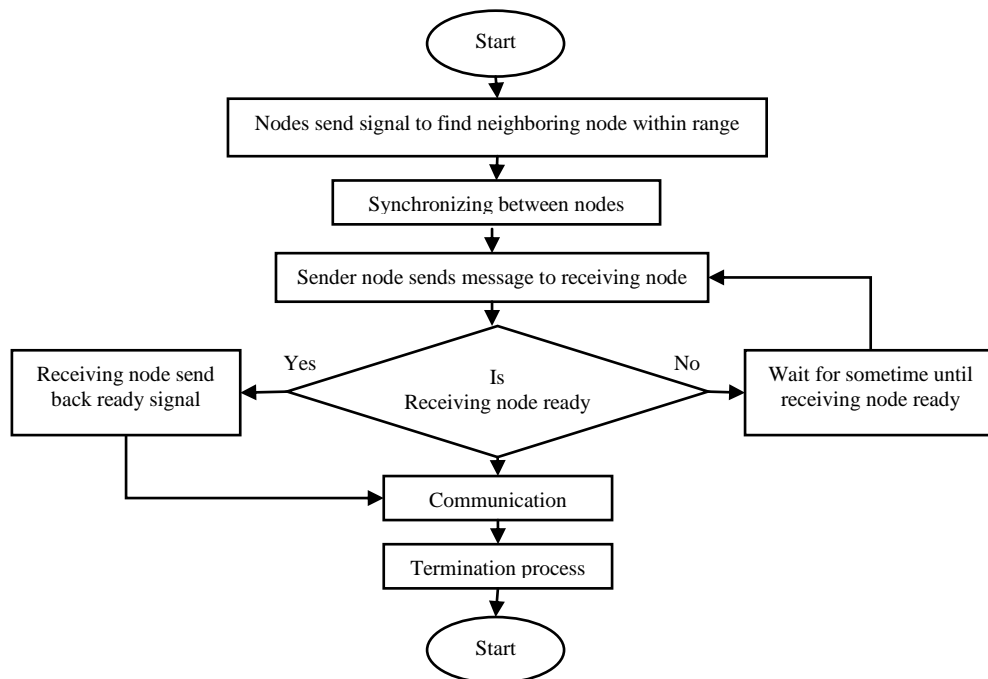 Start
Nodes send signal to find neighboring node within range
Synchronizing between nodes
Sender node sends message to receiving node
Yes
No
Receiving node send
back ready signal
Is
Receiving node ready
Wait for sometime until
receiving node ready
Communication
Termination process
Start